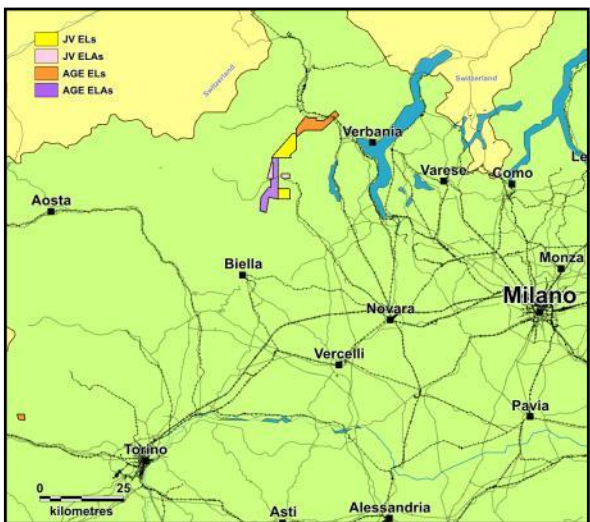 JV ELs
JV ELAs
AGE ELs
AGE ELAs
Switzerland
Switzerland
Verbania
Varese
Como
Le
Aosta
Biella
Monza
Milano
Novara
Vercelli
Pavia
Torino
0 25
kilometres
Asti
Alessandria